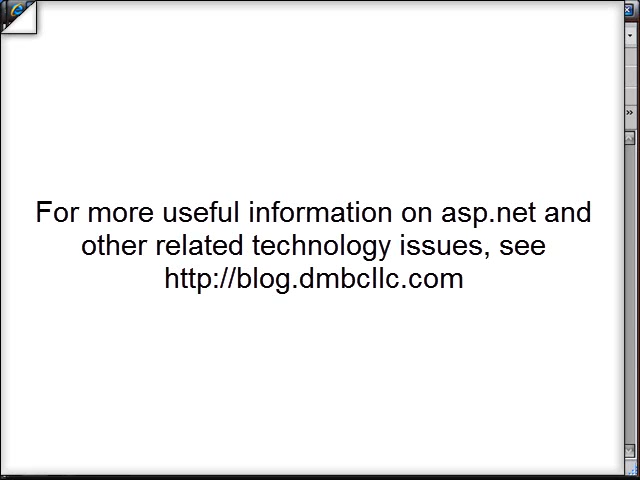 For more useful information on asp.net and
other related technology issues, see
http://blog.dmbcllc.com